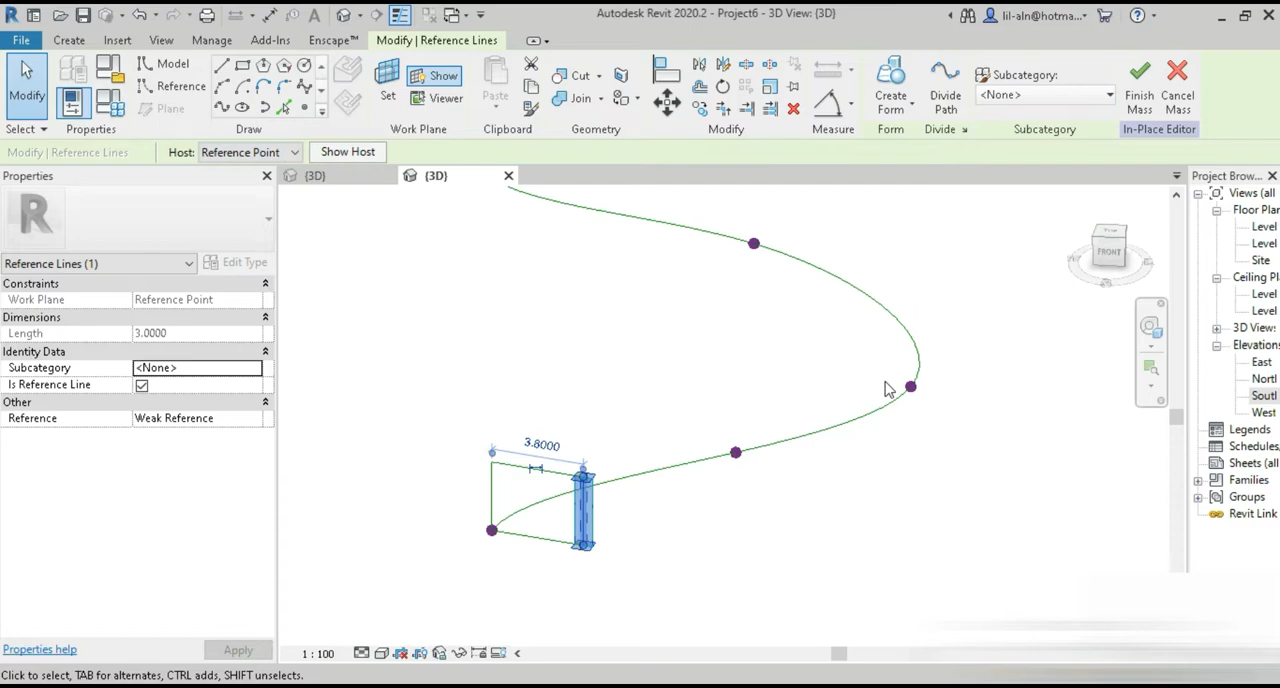 Autodesk Revit 2020.2 - Project6 - 3D View: {3D}
lil-aln@hotma...
File Create Insert View Manage Add-Ins Enscape™ Modify | Reference Lines
Modify
Select
Properties
Model
Reference
Plane
Draw
Set
Show
Viewer
Work Plane
Paste
Clipboard
Cut
Join
Geometry
Modify
Measure
Create
Form
Form
Divide
Path
Divide
Subcategory:
<None>
Subcategory
Finish
Mass
Cancel
Mass
In-Place Editor
Modify | Reference Lines Host: Reference Point Show Host
Properties
{3D}
{3D}
Project Brow...
Reference Lines (1) Edit Type
Constraints
Work Plane Reference Point
Dimensions
Length 3.0000
Identity Data
Subcategory <None>
Is Reference Line
Other
Reference Weak Reference
Properties help Apply
3.8000
FRONT
Views (all
Floor Plan
Level
Level
Site
Ceiling Pl
Level
Level
3D View:
Elevations
East
Nortl
Soutl
West
Legends
Schedules,
Sheets (all
Families
Groups
Revit Link
1 : 100
Click to select, TAB for alternates, CTRL adds, SHIFT unselects.